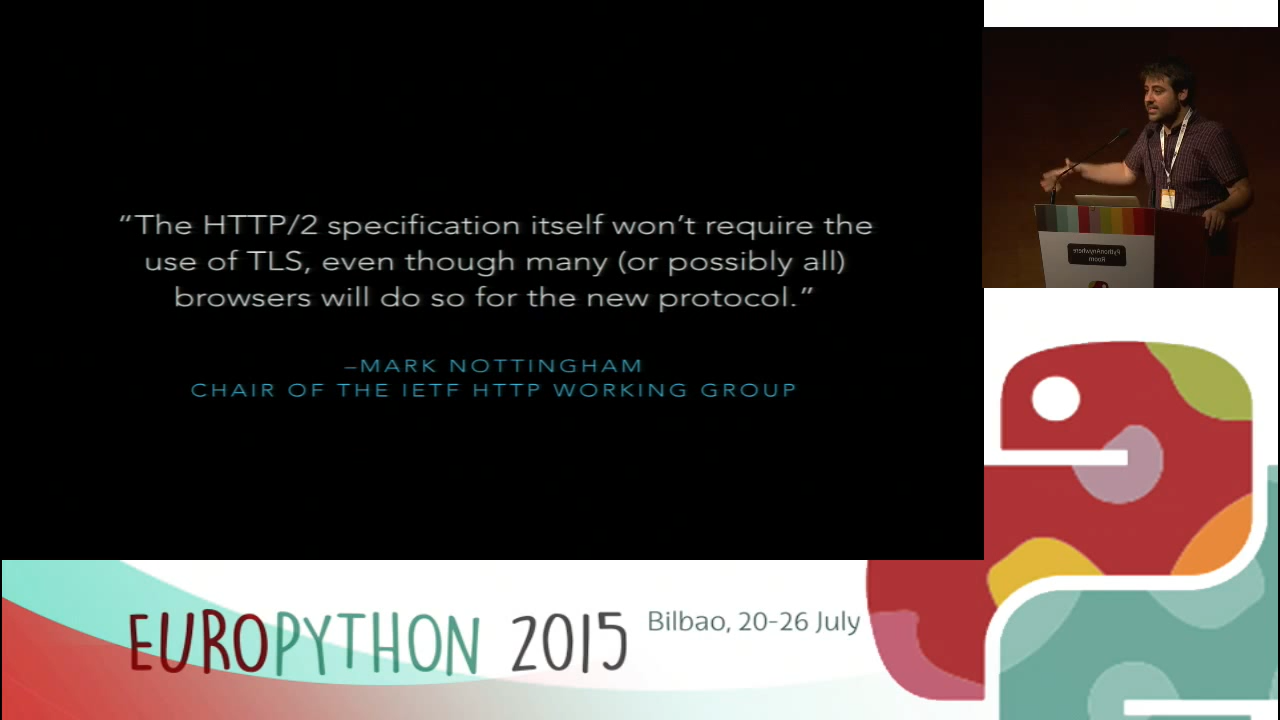 “The HTTP/2 specification itself won’t require the
use of TLS, even though many (or possibly all)
browsers will do so for the new protocol.”
–MARK NOTTINGHAM
CHAIR OF THE IETF HTTP WORKING GROUP
PythonAnywhere
Room
EUROPYTHON 2015
Bilbao, 20-26 July